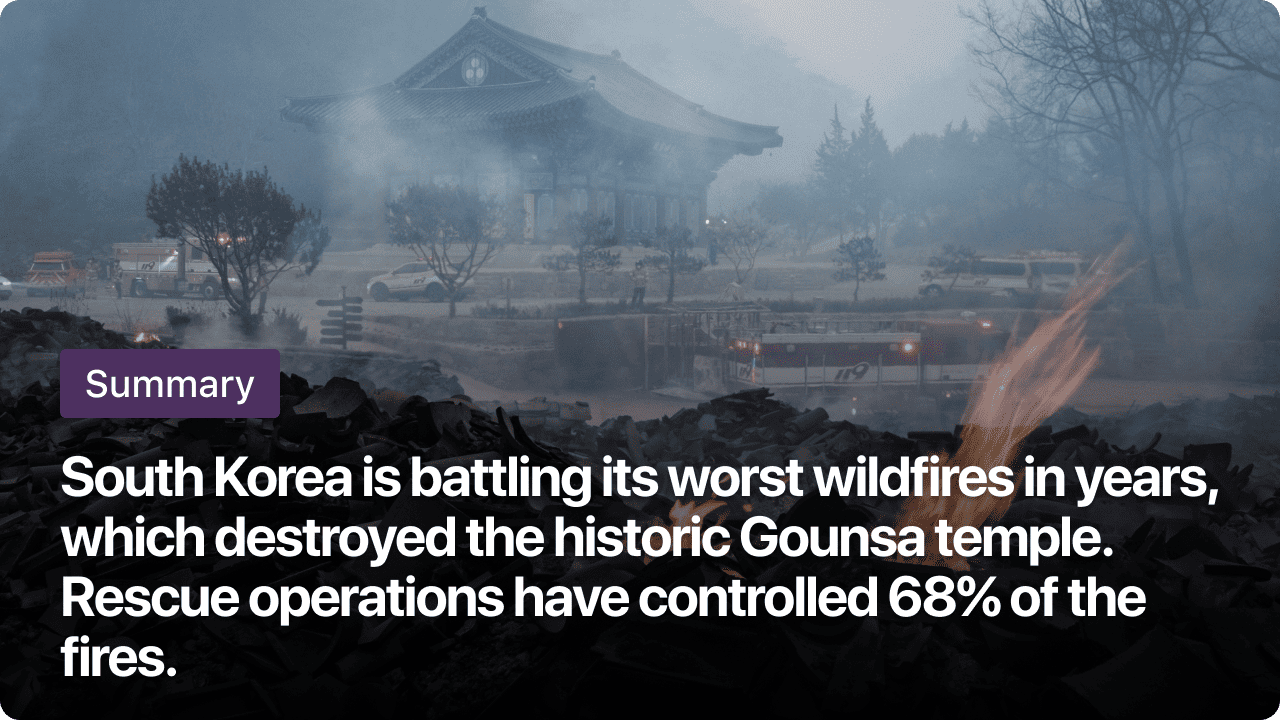 119
119
Summary
South Korea is battling its worst wildfires in years,
which destroyed the historic Gounsa temple.
Rescue operations have controlled 68% of the
fires.